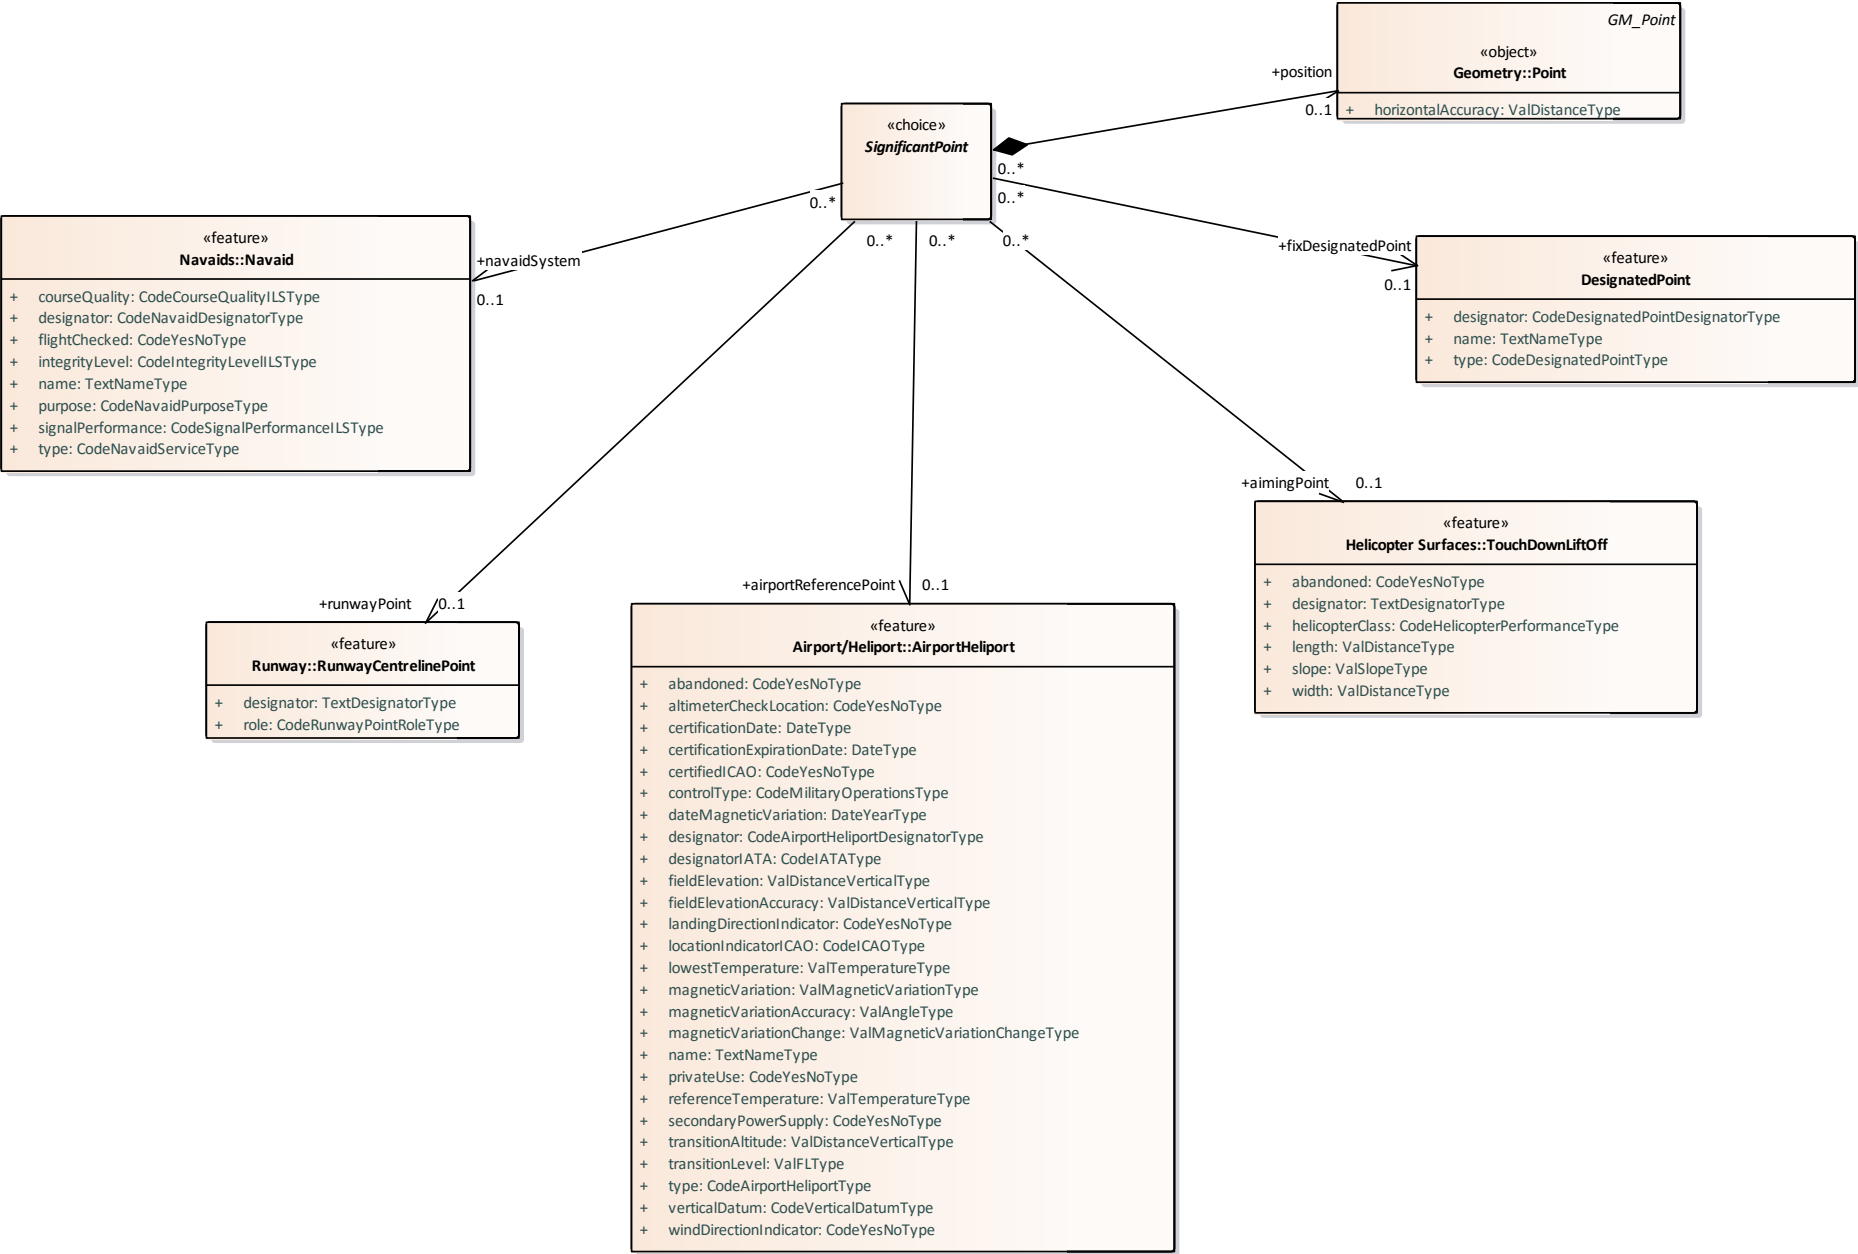 GM_Point
«object»
Geometry::Point
+ horizontalAccuracy: ValDistanceType
+position
0..1
«choice»
SignificantPoint
0..*
0..*
0..*
0..*
0..*
0..*
«feature»
Navaids::Navaid
+ courseQuality: CodeCourseQualityILSType
+ designator: CodeNavaidDesignatorType
+ flightChecked: CodeYesNoType
+ integrityLevel: CodeIntegrityLevelILSType
+ name: TextNameType
+ purpose: CodeNavaidPurposeType
+ signalPerformance: CodeSignalPerformanceILSType
+ type: CodeNavaidServiceType
+navaidSystem
0..1
+fixDesignatedPoint
0..1
«feature»
DesignatedPoint
+ designator: CodeDesignatedPointDesignatorType
+ name: TextNameType
+ type: CodeDesignatedPointType
+aimingPoint
0..1
«feature»
Helicopter Surfaces::TouchDownLiftOff
+ abandoned: CodeYesNoType
+ designator: TextDesignatorType
+ helicopterClass: CodeHelicopterPerformanceType
+ length: ValDistanceType
+ slope: ValSlopeType
+ width: ValDistanceType
+runwayPoint
0..1
«feature»
Runway::RunwayCentrelinePoint
+ designator: TextDesignatorType
+ role: CodeRunwayPointRoleType
+airportReferencePoint
0..1
«feature»
Airport/Heliport::AirportHeliport
+ abandoned: CodeYesNoType
+ altimeterCheckLocation: CodeYesNoType
+ certificationDate: DateType
+ certificationExpirationDate: DateType
+ certifiedICAO: CodeYesNoType
+ controlType: CodeMilitaryOperationsType
+ dateMagneticVariation: DateYearType
+ designator: CodeAirportHeliportDesignatorType
+ designatorIATA: CodeIATAType
+ fieldElevation: ValDistanceVerticalType
+ fieldElevationAccuracy: ValDistanceVerticalType
+ landingDirectionIndicator: CodeYesNoType
+ locationIndicatorICAO: CodeICAOType
+ lowestTemperature: ValTemperatureType
+ magneticVariation: ValMagneticVariationType
+ magneticVariationAccuracy: ValAngleType
+ magneticVariationChange: ValMagneticVariationChangeType
+ name: TextNameType
+ privateUse: CodeYesNoType
+ referenceTemperature: ValTemperatureType
+ secondaryPowerSupply: CodeYesNoType
+ transitionAltitude: ValDistanceVerticalType
+ transitionLevel: ValFLType
+ type: CodeAirportHeliportType
+ verticalDatum: CodeVerticalDatumType
+ windDirectionIndicator: CodeYesNoType